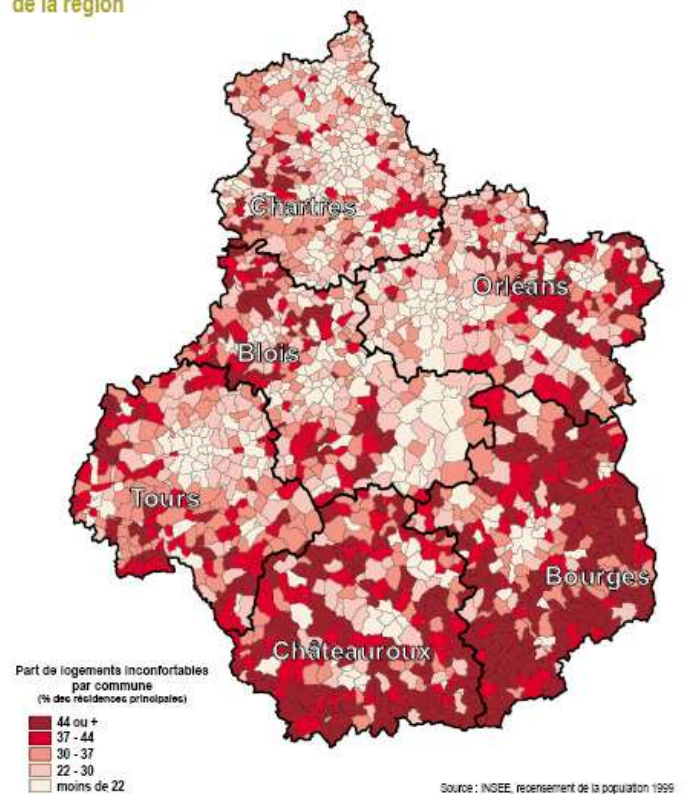 de la région
Chartres
Orléans
Blois
Tours
Bourges
Châteauroux
Part de logements inconfortables
par commune
(% des résidences principales)
44 ou +
37 - 44
30 - 37
22 - 30
moins de 22
Source : INSEE, recensement de la population 1999